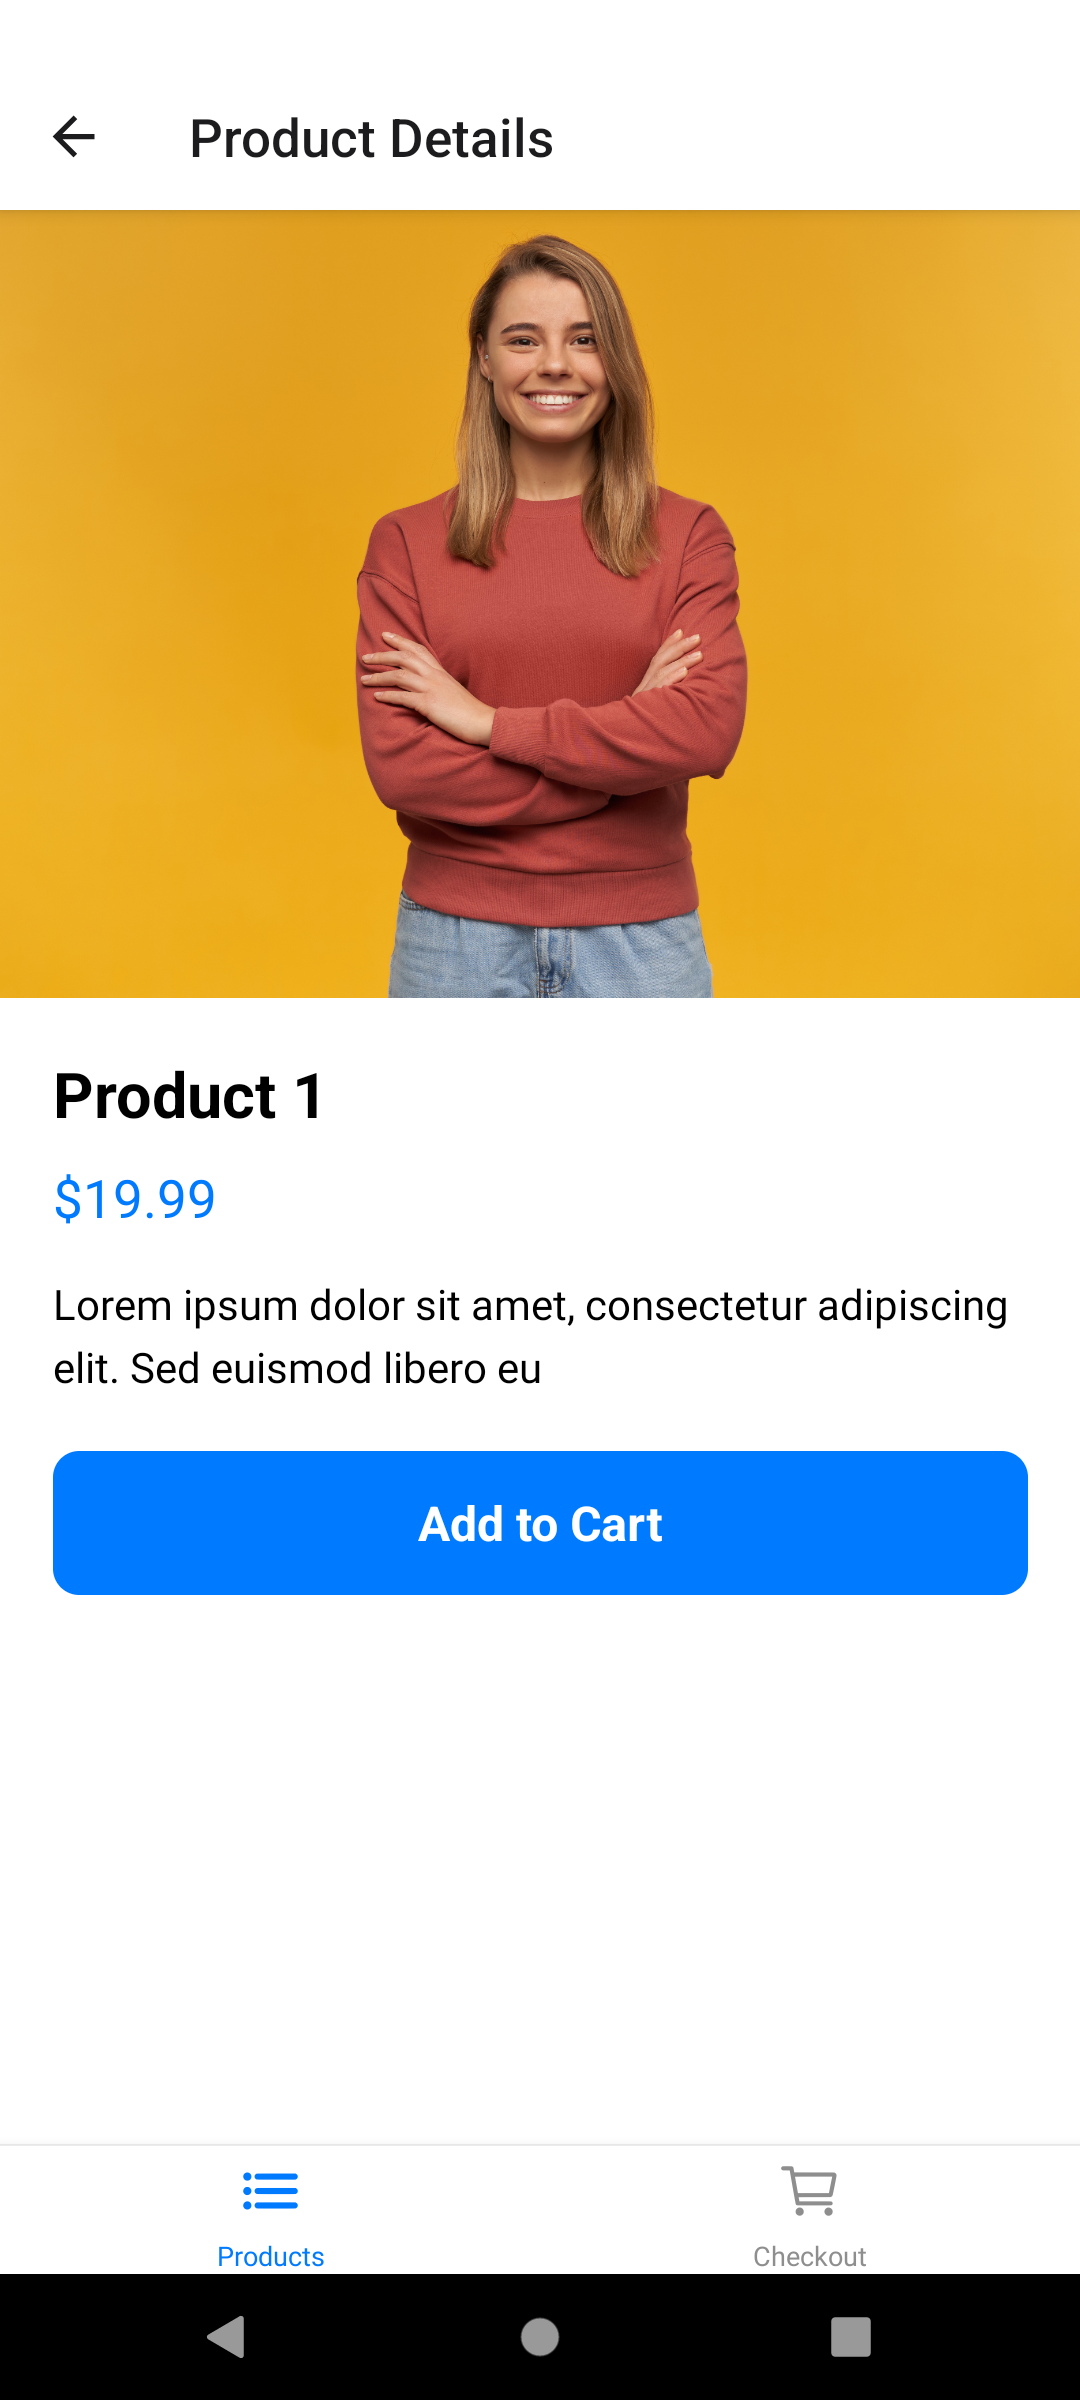 Product Details
Product 1
$19.99
Lorem ipsum dolor sit amet, consectetur adipiscing
elit. Sed euismod libero eu
Add to Cart
Products
Checkout